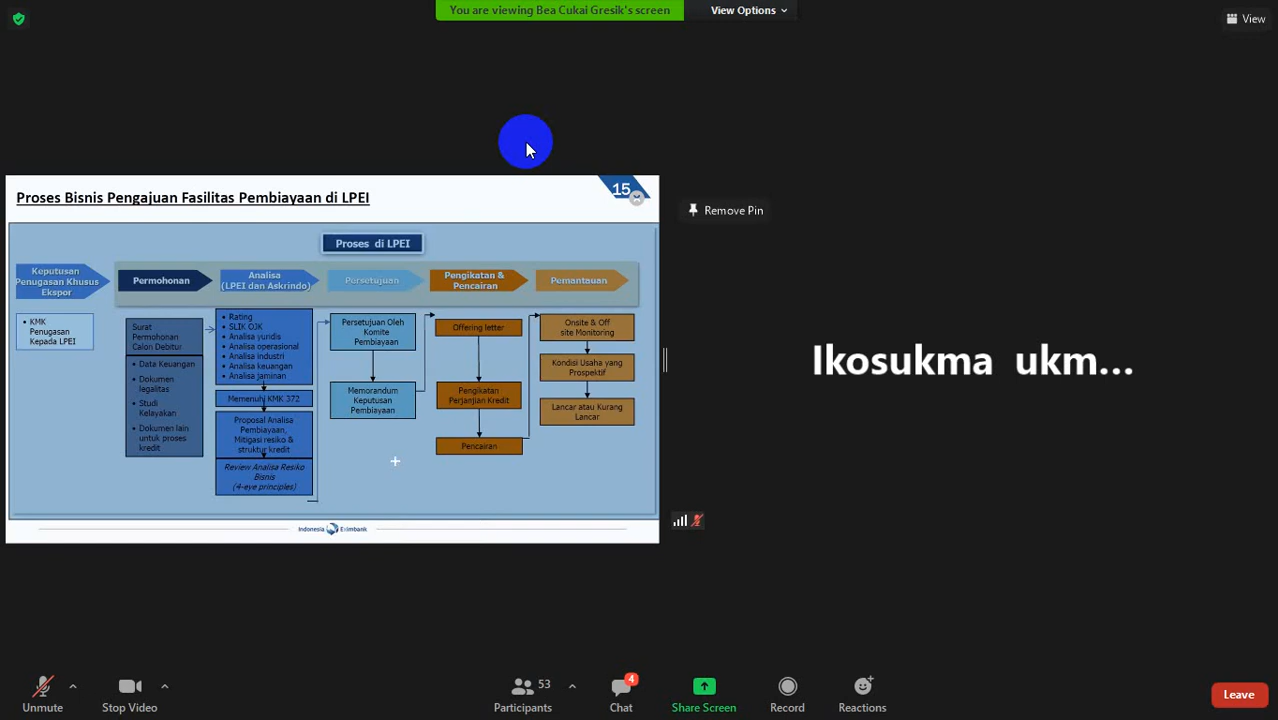 You are viewing Bea Cukai Gresik's screen
View Options
View
Proses Bisnis Pengajuan Fasilitas Pembiayaan di LPEI
15
Remove Pin
Proses di LPEI
Keputusan
Penugasan Khusus
Ekspor
Permohonan
Analisa
(LPEI dan Askrindo)
Persetujuan
Pengikatan &
Pencairan
Pemantauan
• KMK
Penugasan
Kepada LPEI
Surat
Permohonan
Calon Debitur
• Data Keuangan
• Dokumen
legalitas
• Studi
Kelayakan
• Dokumen lain
untuk proses
kredit
• Rating
• SLIK OJK
• Analisa yuridis
• Analisa operasional
• Analisa industri
• Analisa keuangan
• Analisa jaminan
Memenuhi KMK 372
Proposal Analisa
Pembiayaan,
Mitigasi resiko &
struktur kredit
Review Analisa Resiko
Bisnis
(4-eye principles)
Persetujuan Oleh
Komite
Pembiayaan
Memorandum
Keputusan
Pembiayaan
Offering letter
Pengikatan
Perjanjian Kredit
Pencairan
Onsite & Off
site Monitoring
Kondisi Usaha yang
Prospektif
Lancar atau Kurang
Lancar
Indonesia Eximbank
Ikosukma ukm...
Unmute
Stop Video
53
Participants
4
Chat
Share Screen
Record
Reactions
Leave